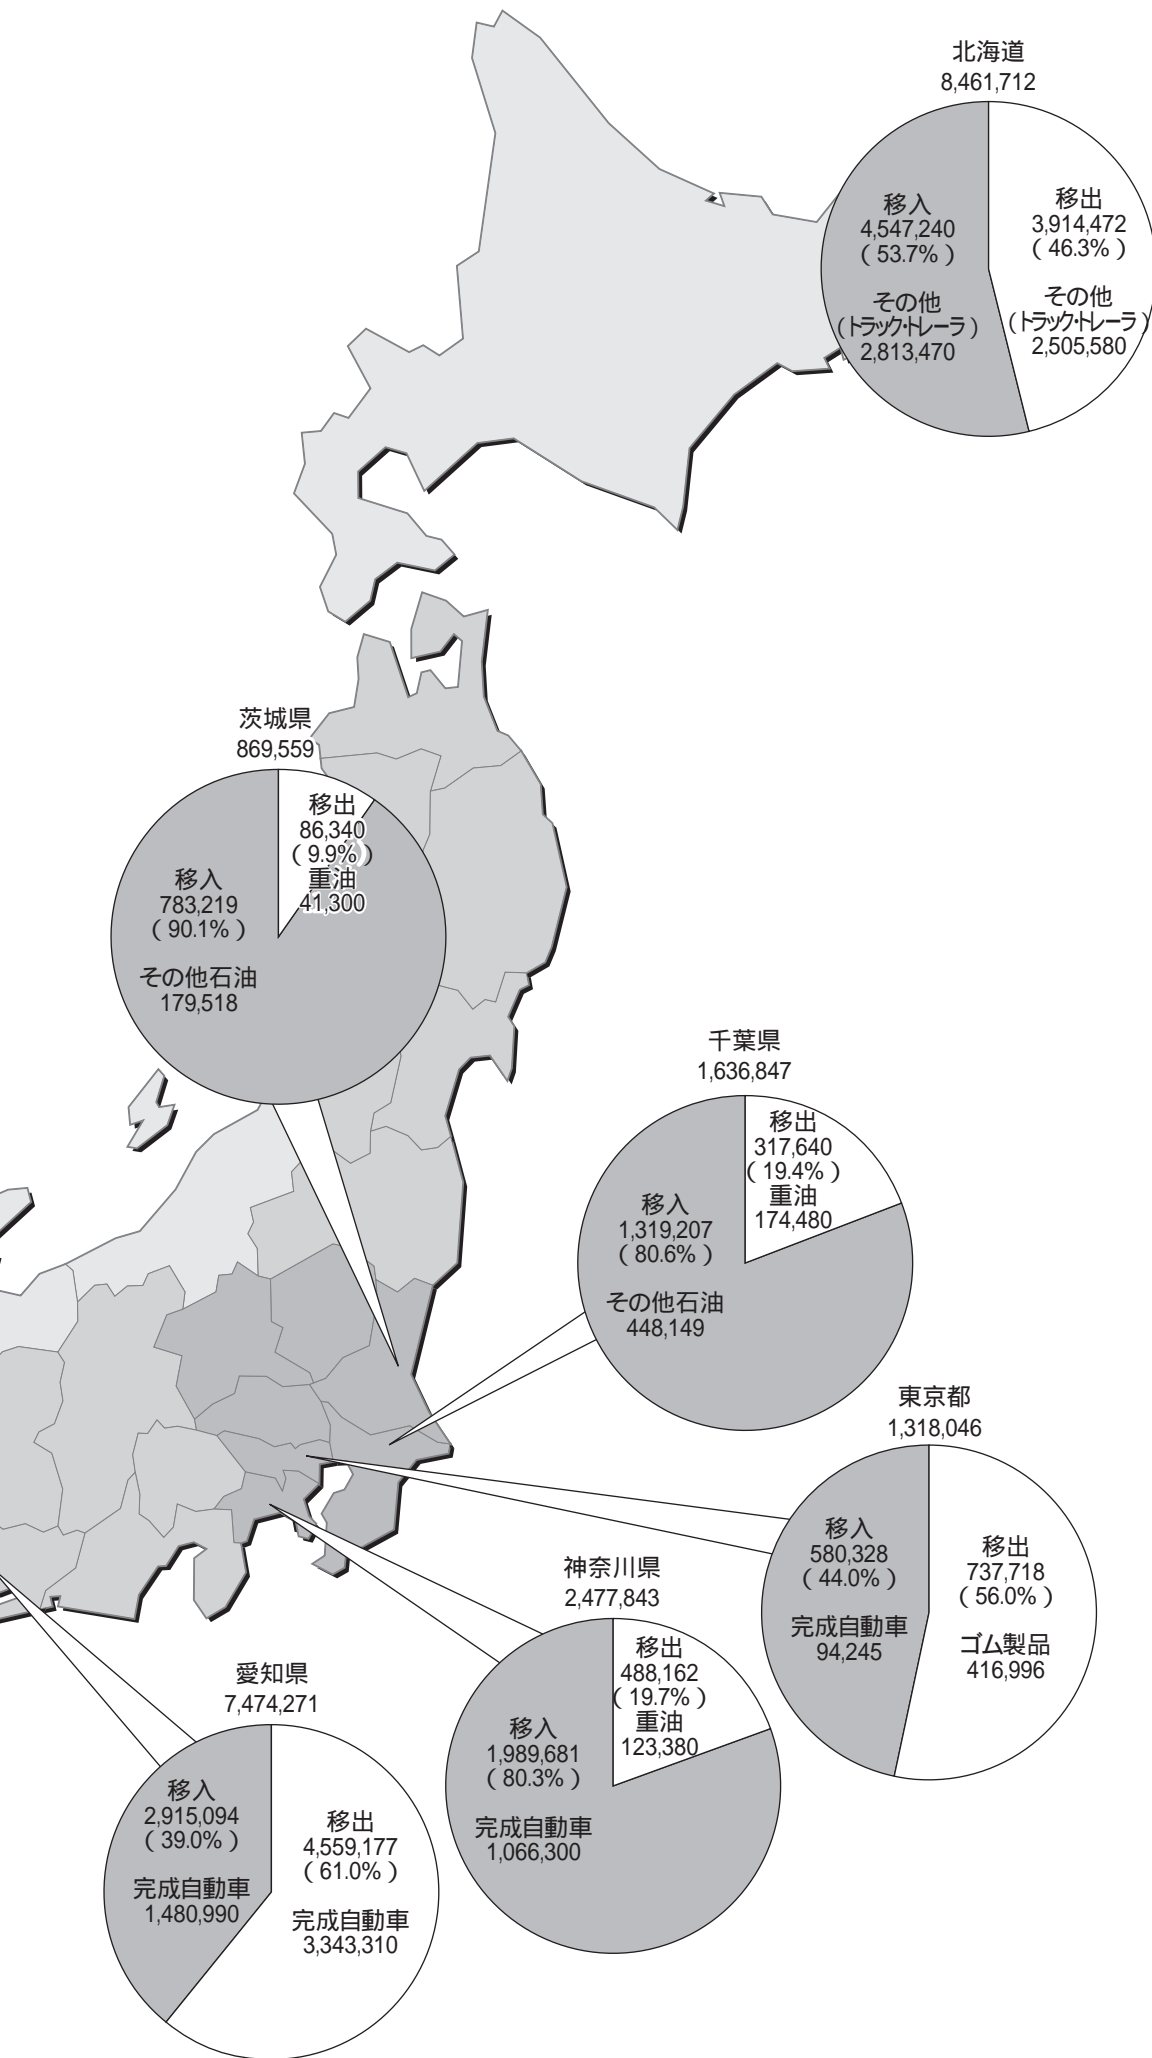 北海道
8,461,712
移入
4,547,240
( 53.7% )
その他
(トラック・トレーラ)
2,813,470
移出
3,914,472
( 46.3% )
その他
(トラック・トレーラ)
2,505,580
茨城県
869,559
移出
86,340
( 9.9% )
重油
41,300
移入
783,219
( 90.1% )
その他石油
179,518
千葉県
1,636,847
移出
317,640
( 19.4% )
重油
174,480
移入
1,319,207
( 80.6% )
その他石油
448,149
東京都
1,318,046
移入
580,328
( 44.0% )
完成自動車
94,245
移出
737,718
( 56.0% )
ゴム製品
416,996
神奈川県
2,477,843
移出
488,162
( 19.7% )
重油
123,380
移入
1,989,681
( 80.3% )
完成自動車
1,066,300
愛知県
7,474,271
移入
2,915,094
( 39.0% )
完成自動車
1,480,990
移出
4,559,177
( 61.0% )
完成自動車
3,343,310